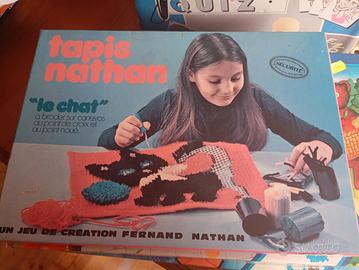 QUIZ
tapis
nathan
SÉCURITÉ
"le chat"
à broder sur canevas
au point de croix et
au point noué.
UN JEU DE CRÉATION FERNAND NATHAN
subito